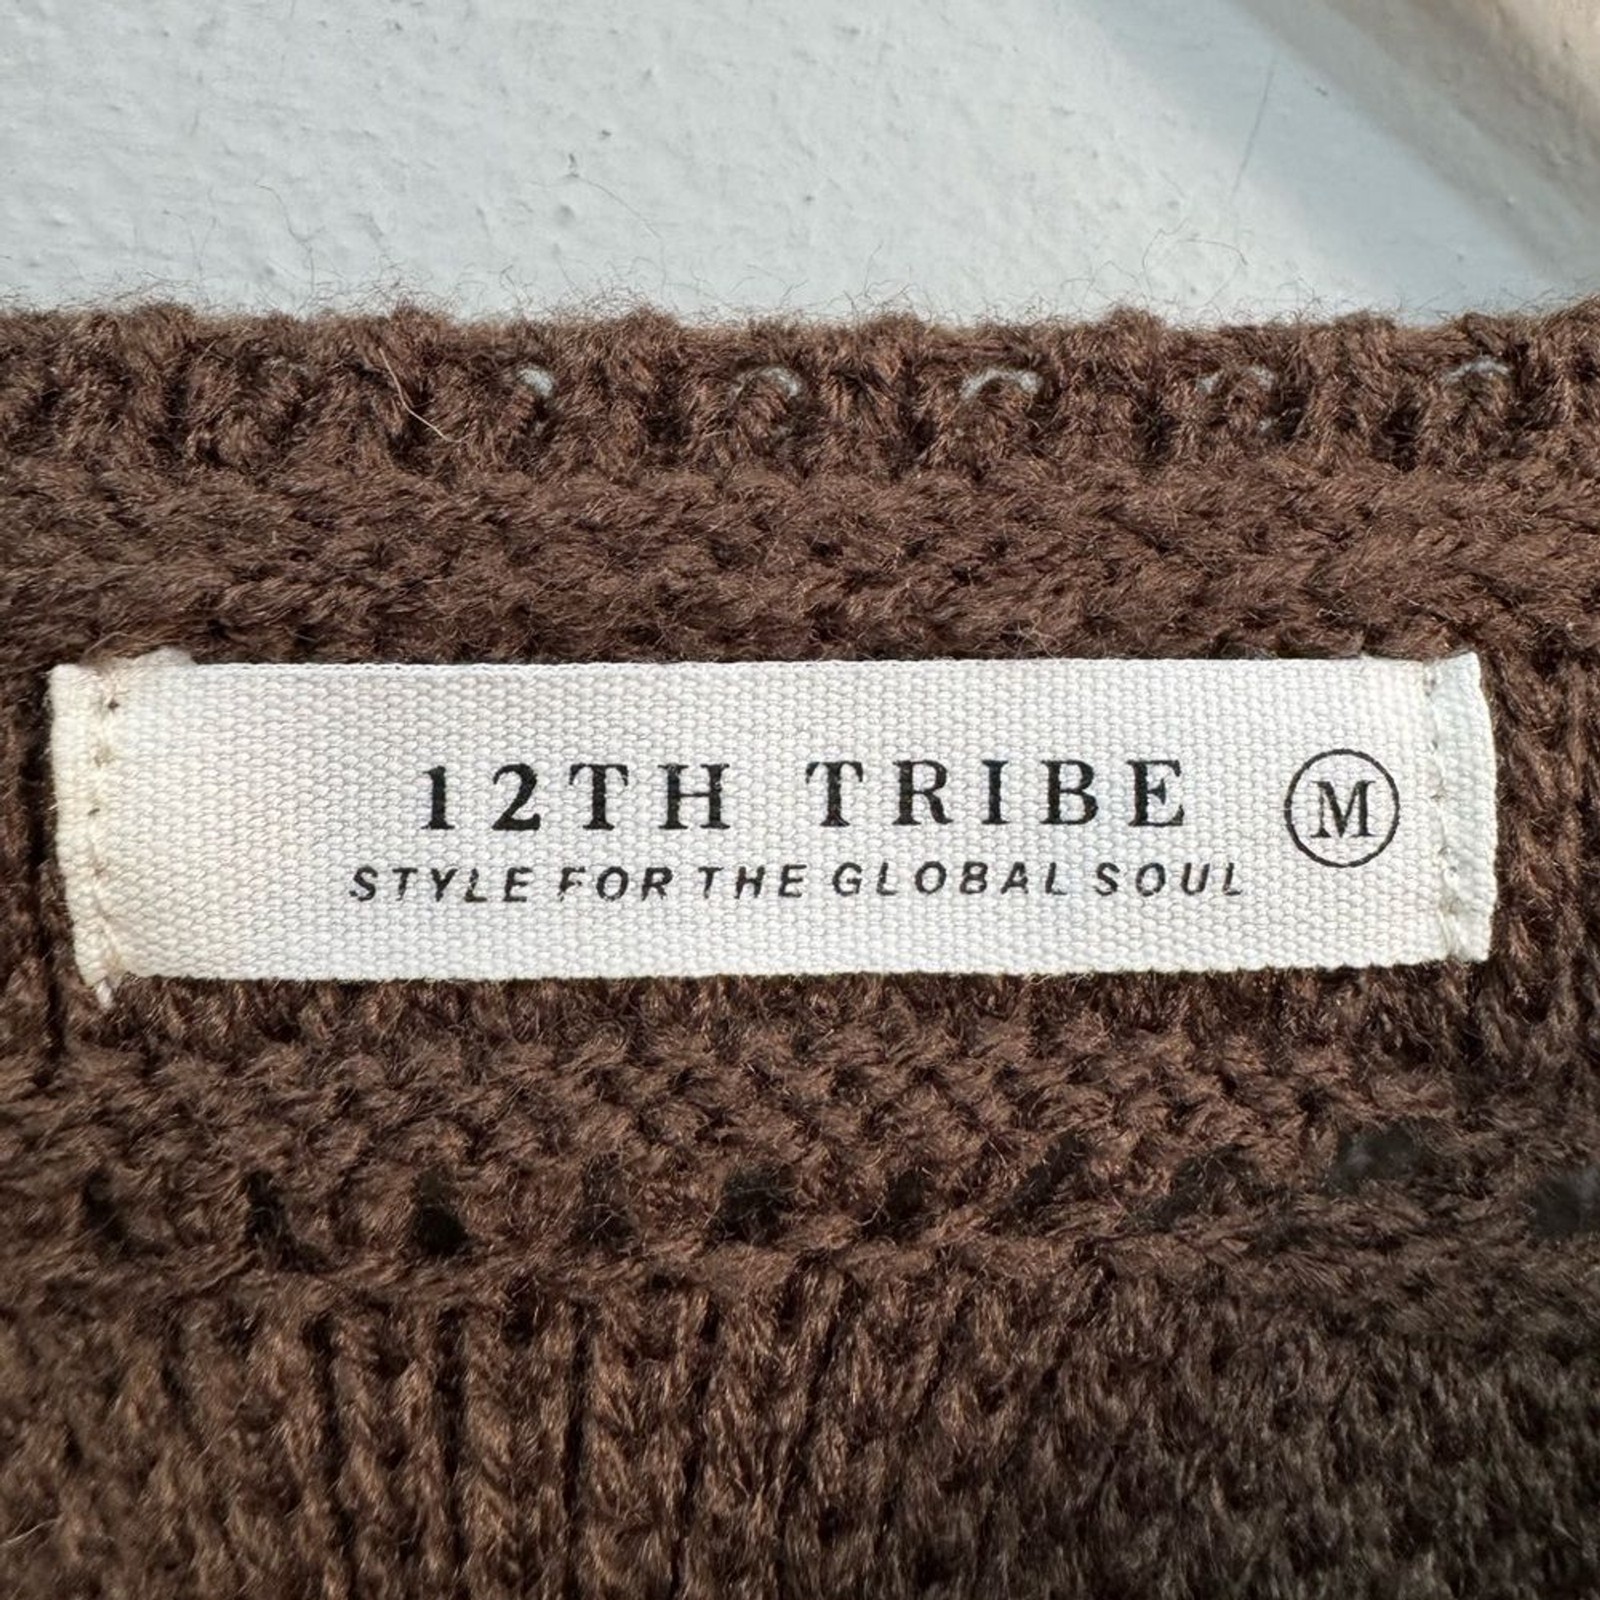 12TH TRIBE M
STYLE FOR THE GLOBAL SOUL